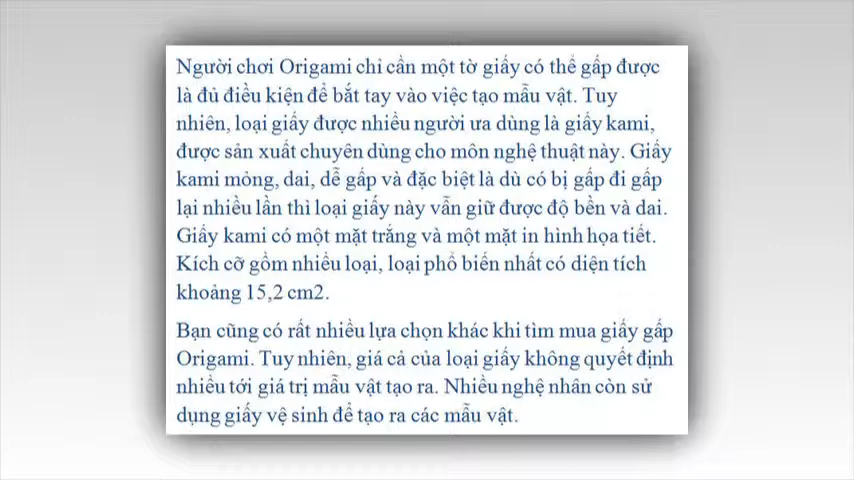 Người chơi Origami chỉ cần một tờ giấy có thể gấp được
là đủ điều kiện để bắt tay vào việc tạo mẫu vật. Tuy
nhiên, loại giấy được nhiều người ưa dùng là giấy kami,
được sản xuất chuyên dùng cho môn nghệ thuật này. Giấy
kami mỏng, dai, dễ gấp và đặc biệt là dù có bị gấp đi gấp
lại nhiều lần thì loại giấy này vẫn giữ được độ bền và dai.
Giấy kami có một mặt trắng và một mặt in hình họa tiết.
Kích cỡ gồm nhiều loại, loại phổ biến nhất có diện tích
khoảng 15,2 cm2.
Bạn cũng có rất nhiều lựa chọn khác khi tìm mua giấy gấp
Origami. Tuy nhiên, giá cả của loại giấy không quyết định
nhiều tới giá trị mẫu vật tạo ra. Nhiều nghệ nhân còn sử
dụng giấy vệ sinh để tạo ra các mẫu vật.